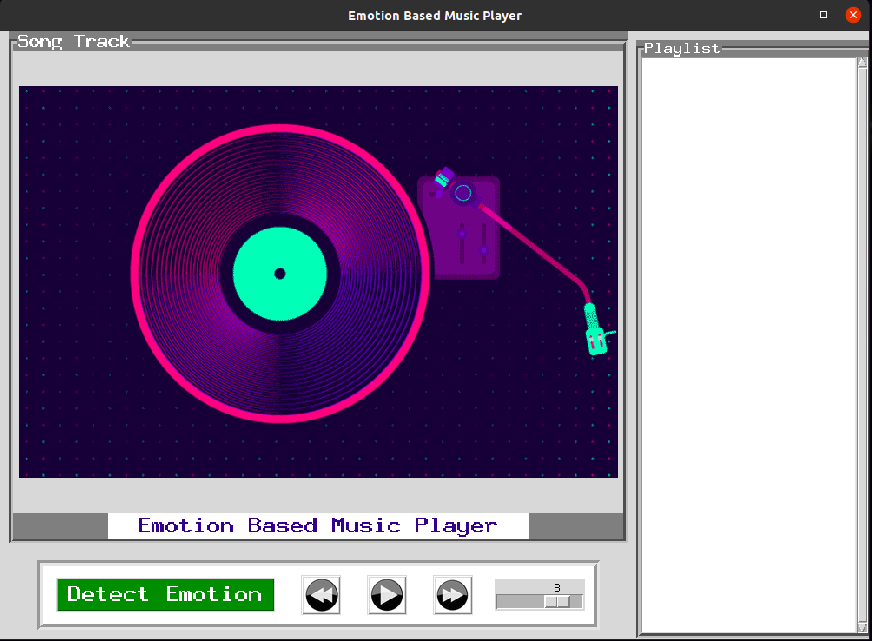 Emotion Based Music Player
Song Track
Playlist
Emotion Based Music Player
Detect Emotion
3